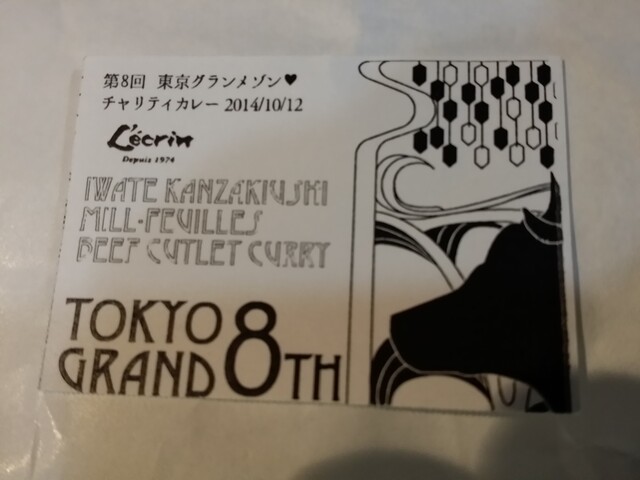 第8回 東京グランメゾン♥
チャリティカレー 2014/10/12
L'écrin
Depuis 1974
IWATE KANZAKIUSHI
MILL-FEUILLES
BEEF CUTLET CURRY
TOKYO
GRAND 8TH